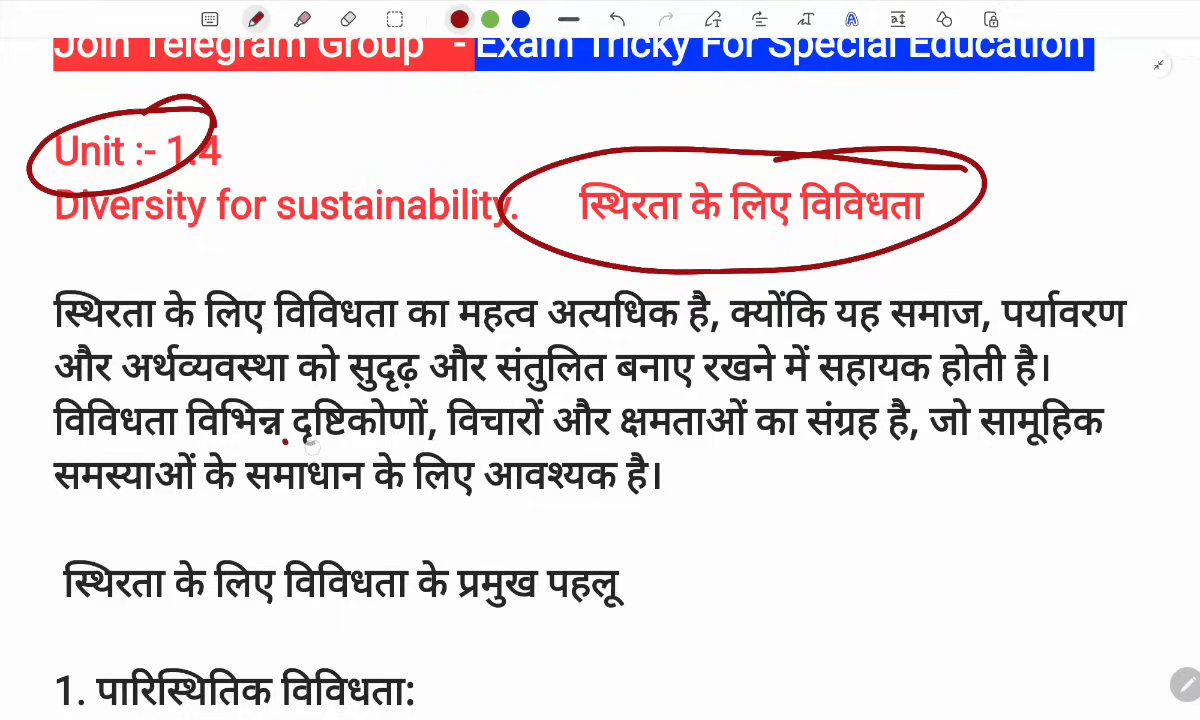 Join Telegram Group - Exam Tricky For Special Education
Unit :- 1.4
Diversity for sustainability. स्थिरता के लिए विविधता
स्थिरता के लिए विविधता का महत्व अत्यधिक है, क्योंकि यह समाज, पर्यावरण
और अर्थव्यवस्था को सुदृढ़ और संतुलित बनाए रखने में सहायक होती है।
विविधता विभिन्न दृष्टिकोणों, विचारों और क्षमताओं का संग्रह है, जो सामूहिक
समस्याओं के समाधान के लिए आवश्यक है।
स्थिरता के लिए विविधता के प्रमुख पहलू
1. पारिस्थितिक विविधता: